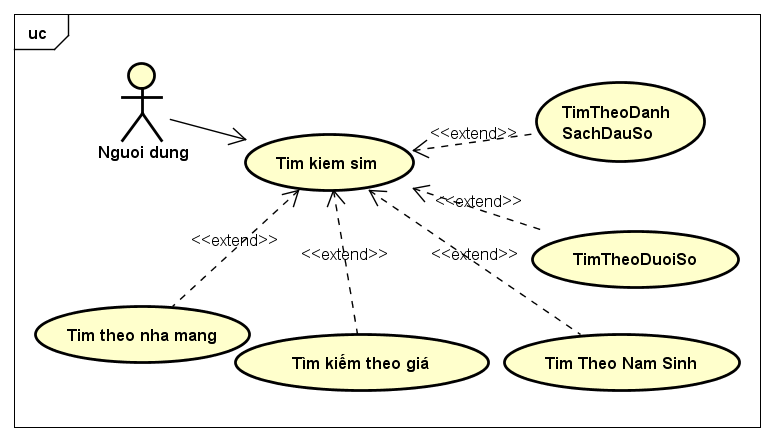 uc
Nguoi dung
Tim kiem sim
<<extend>>
TimTheoDanh
SachDauSo
<<extend>>
TimTheoDuoiSo
<<extend>>
<<extend>>
<<extend>>
Tim theo nha mang
Tìm kiếm theo giá
Tim Theo Nam Sinh